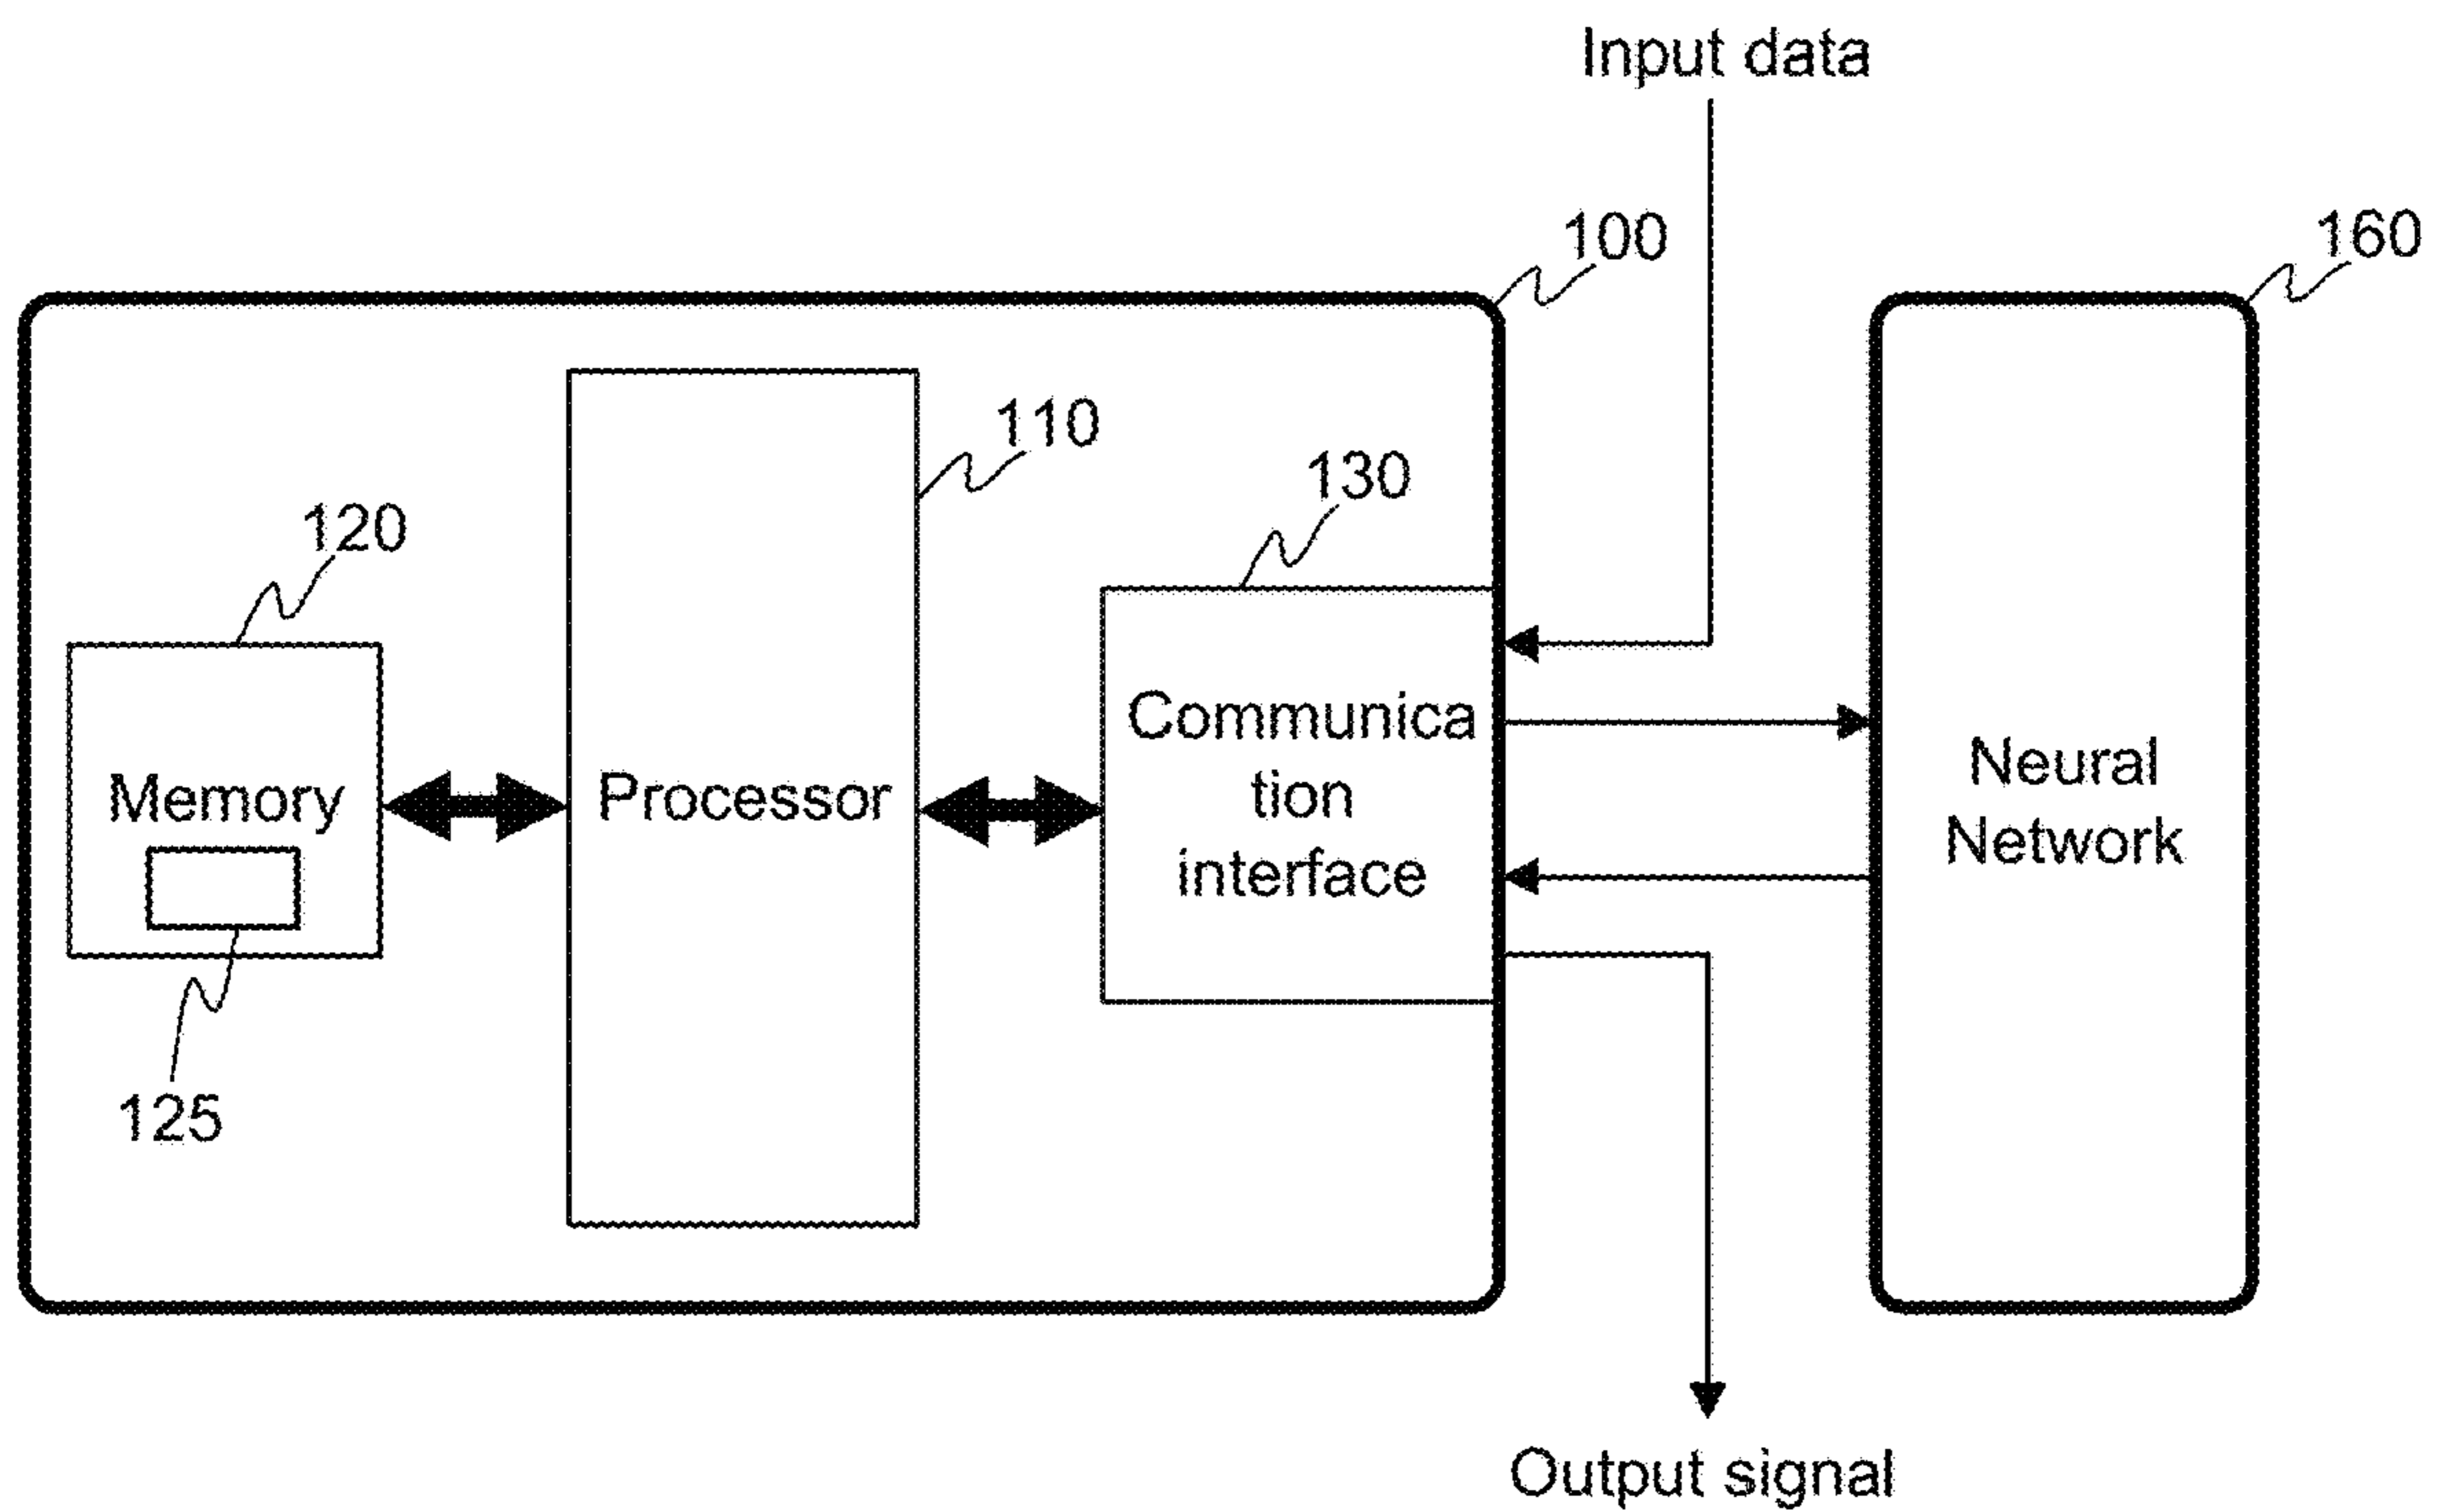 Input data
100
160
110
130
120
Communica
tion
interface
Neural
Network
Memory
Processor
125
Output signal